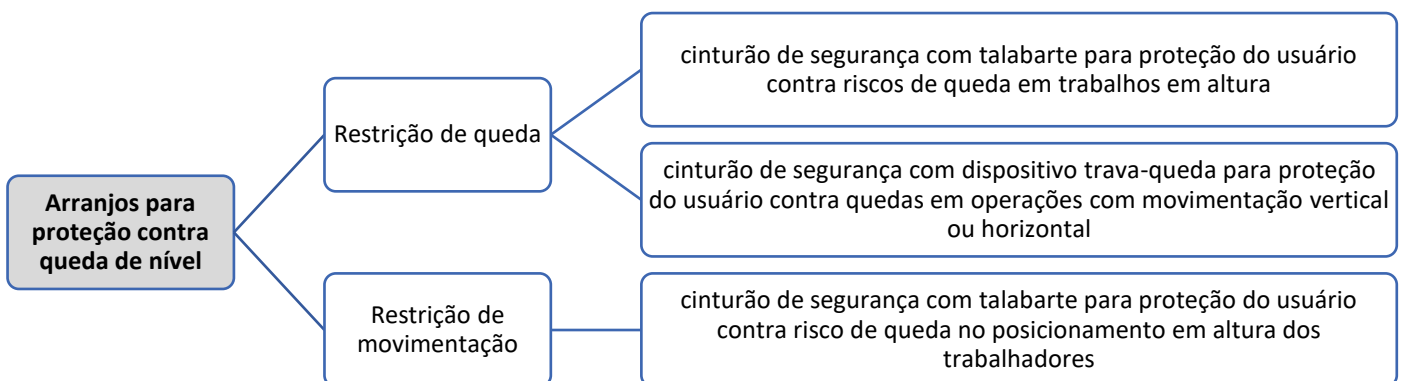 Arranjos para
proteção contra
queda de nível
Restrição de queda
cinturão de segurança com talabarte para proteção do usuário
contra riscos de queda em trabalhos em altura
cinturão de segurança com dispositivo trava-queda para proteção
do usuário contra quedas em operações com movimentação vertical
ou horizontal
Restrição de
movimentação
cinturão de segurança com talabarte para proteção do usuário
contra risco de queda no posicionamento em altura dos
trabalhadores